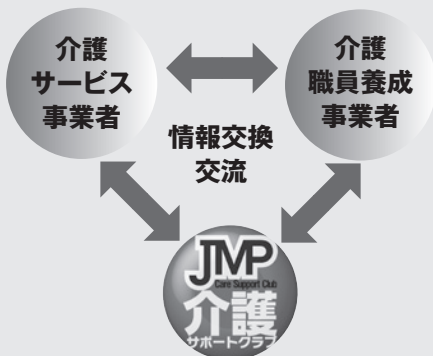 介護
サービス
事業者
介護
職員養成
事業者
情報交換
交流
JMP
Care Support Club
介護
サポートクラブ